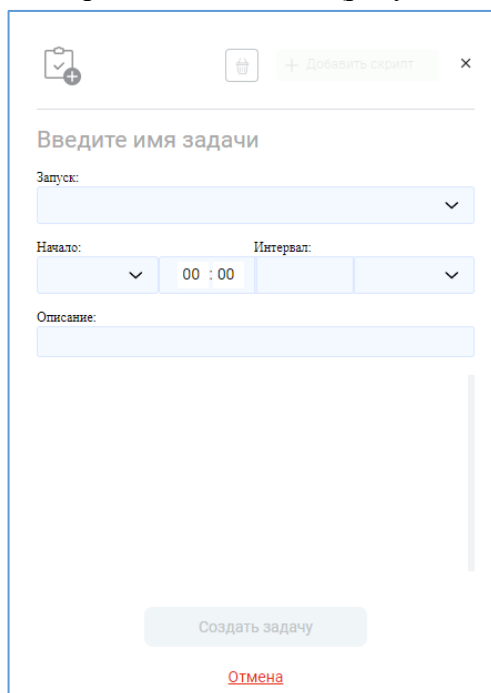 + Добавить скрипт ×
Введите имя задачи
Запуск:
Начало: Интервал:
00 : 00
Описание:
Создать задачу
Отмена